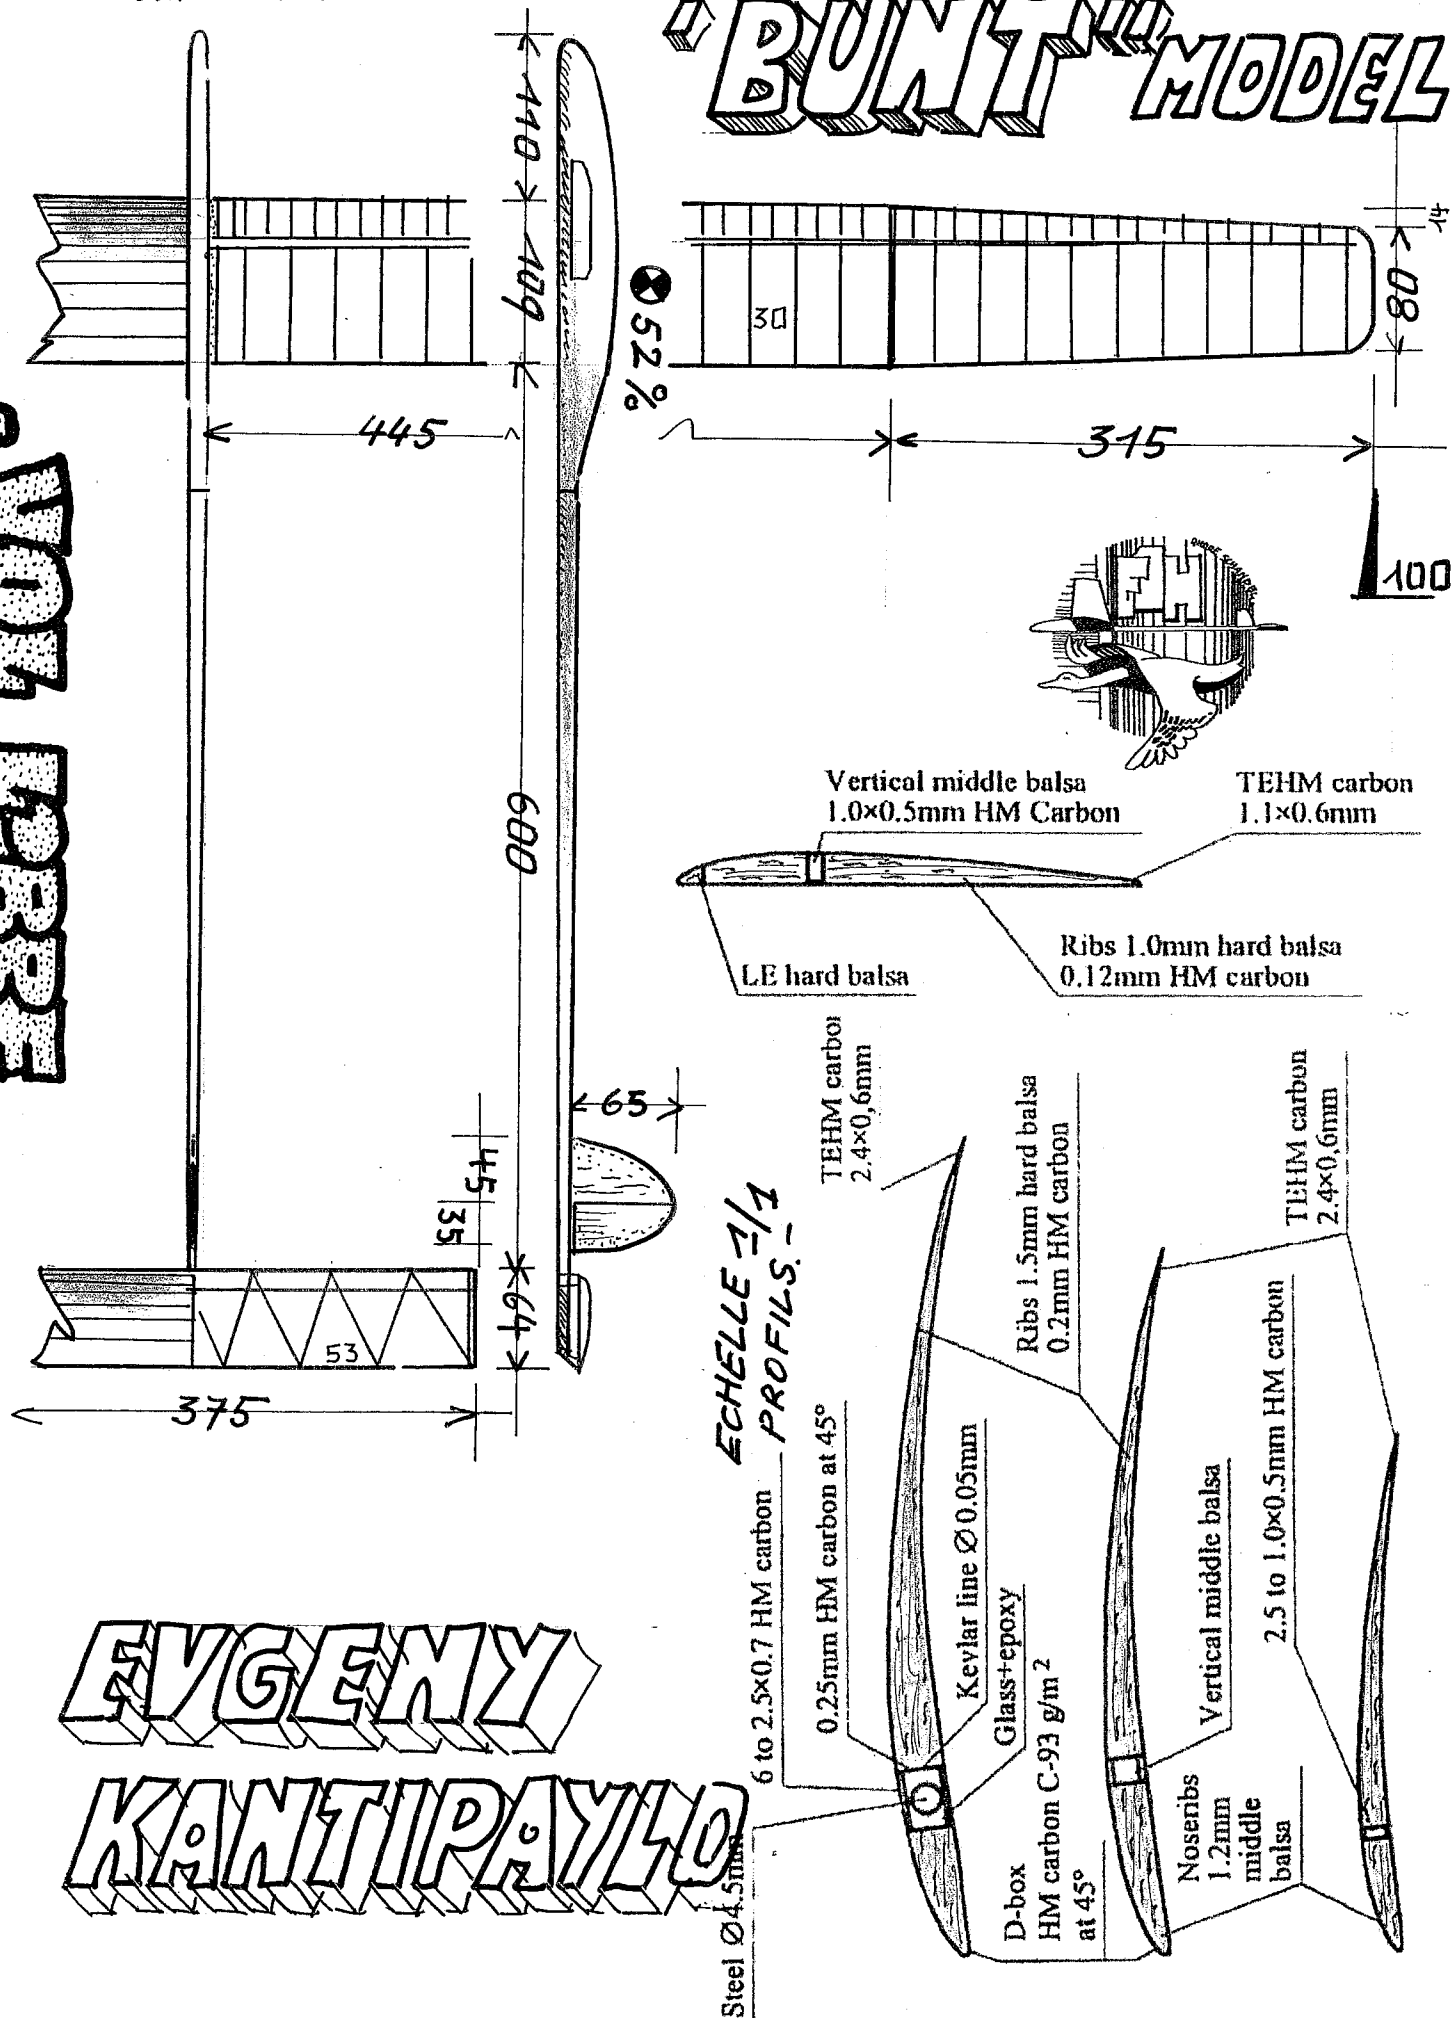 "BUNT" MODEL
110
109
14
80
30
52%
445
315
100
VOL LIBRE
600
Vertical middle balsa
1.0×0.5mm HM Carbon
TEHM carbon
1.1×0.6mm
LE hard balsa
Ribs 1.0mm hard balsa
0.12mm HM carbon
65
45
35
64
53
375
ECHELLE 1/1
PROFILS.-
TEHM carbon
2.4×0,6mm
Ribs 1.5mm hard balsa
0.2mm HM carbon
TEHM carbon
2.4×0,6mm
6 to 2.5×0.7 HM carbon
0.25mm HM carbon at 45°
Kevlar line Ø 0.05mm
Glass+epoxy
Vertical middle balsa
2.5 to 1.0×0.5mm HM carbon
Steel Ø4.5mm
D-box
HM carbon C-93 g/m²
at 45°
Noseribs
1.2mm
middle
balsa
EVGENY
KANTIPAYLO